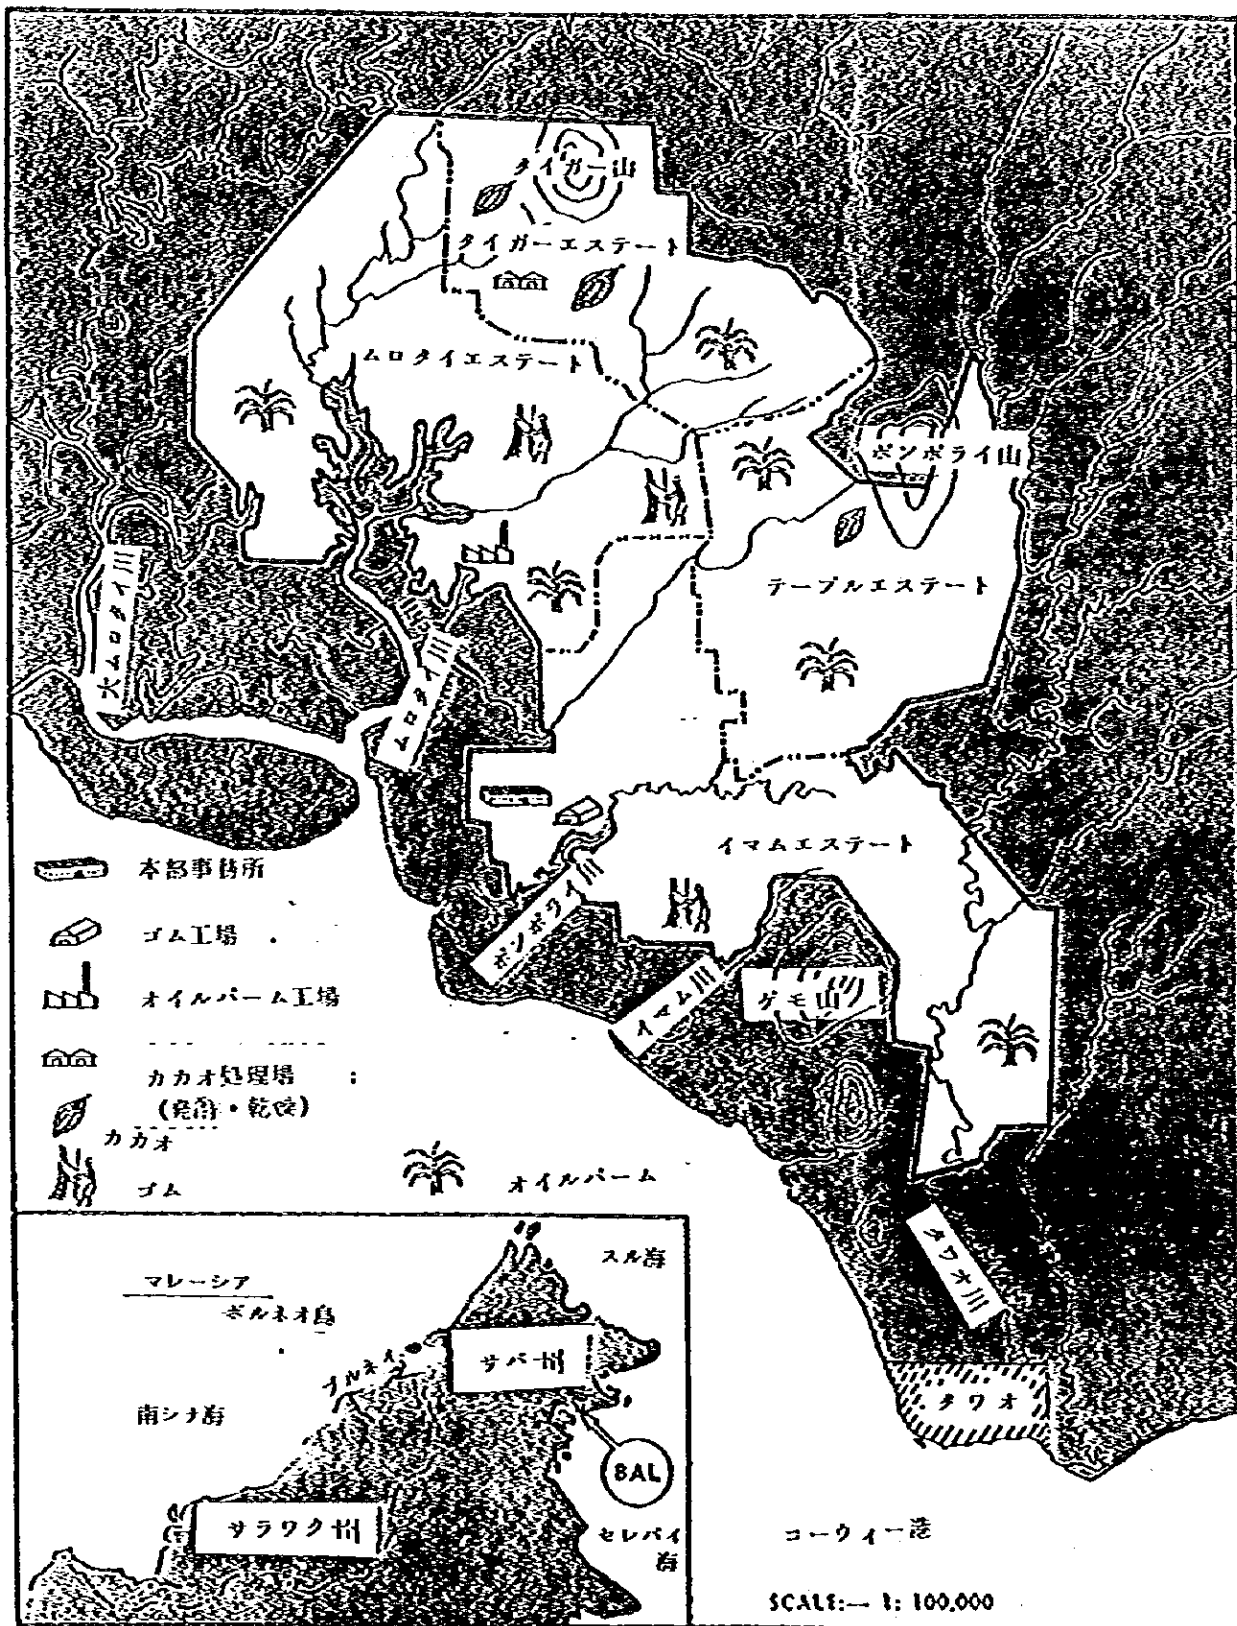 タイガー山
タイガーエステート
ムロタイエステート
ボンボライ山
テーブルエステート
大ムロタイ川
ムロタイ川
イマムエステート
ボンボライ川
イマム川
ゲモ山
タワオ川
タワオ
本部事務所
ゴム工場
オイルパーム工場
カカオ処理場
(発酵・乾燥)
カカオ
ゴム
オイルパーム
マレーシア
ボルネオ島
スル海
ブルネイ
サバ州
南シナ海
BAL
サラワク州
セレバイ
海
コーウィー港
SCALE:— 1: 100,000